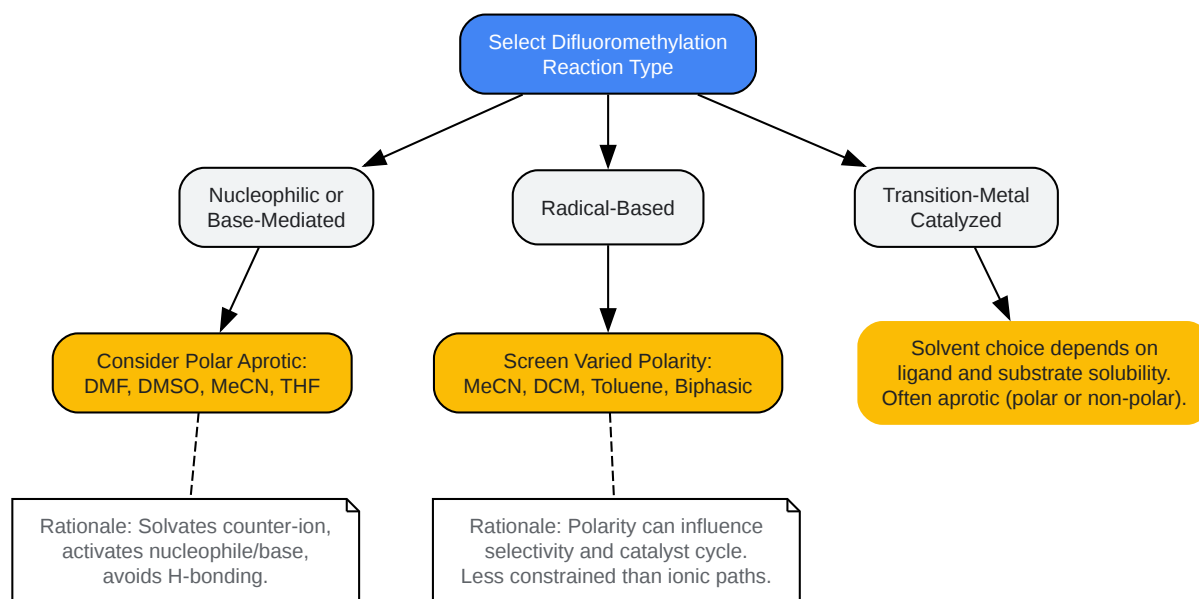 Select Difluoromethylation
Reaction Type
Nucleophilic or
Base-Mediated
Radical-Based
Transition-Metal
Catalyzed
Consider Polar Aprotic:
DMF, DMSO, MeCN, THF
Screen Varied Polarity:
MeCN, DCM, Toluene, Biphasic
Solvent choice depends on
ligand and substrate solubility.
Often aprotic (polar or non-polar).
Rationale: Solvates counter-ion,
activates nucleophile/base,
avoids H-bonding.
Rationale: Polarity can influence
selectivity and catalyst cycle.
Less constrained than ionic paths.